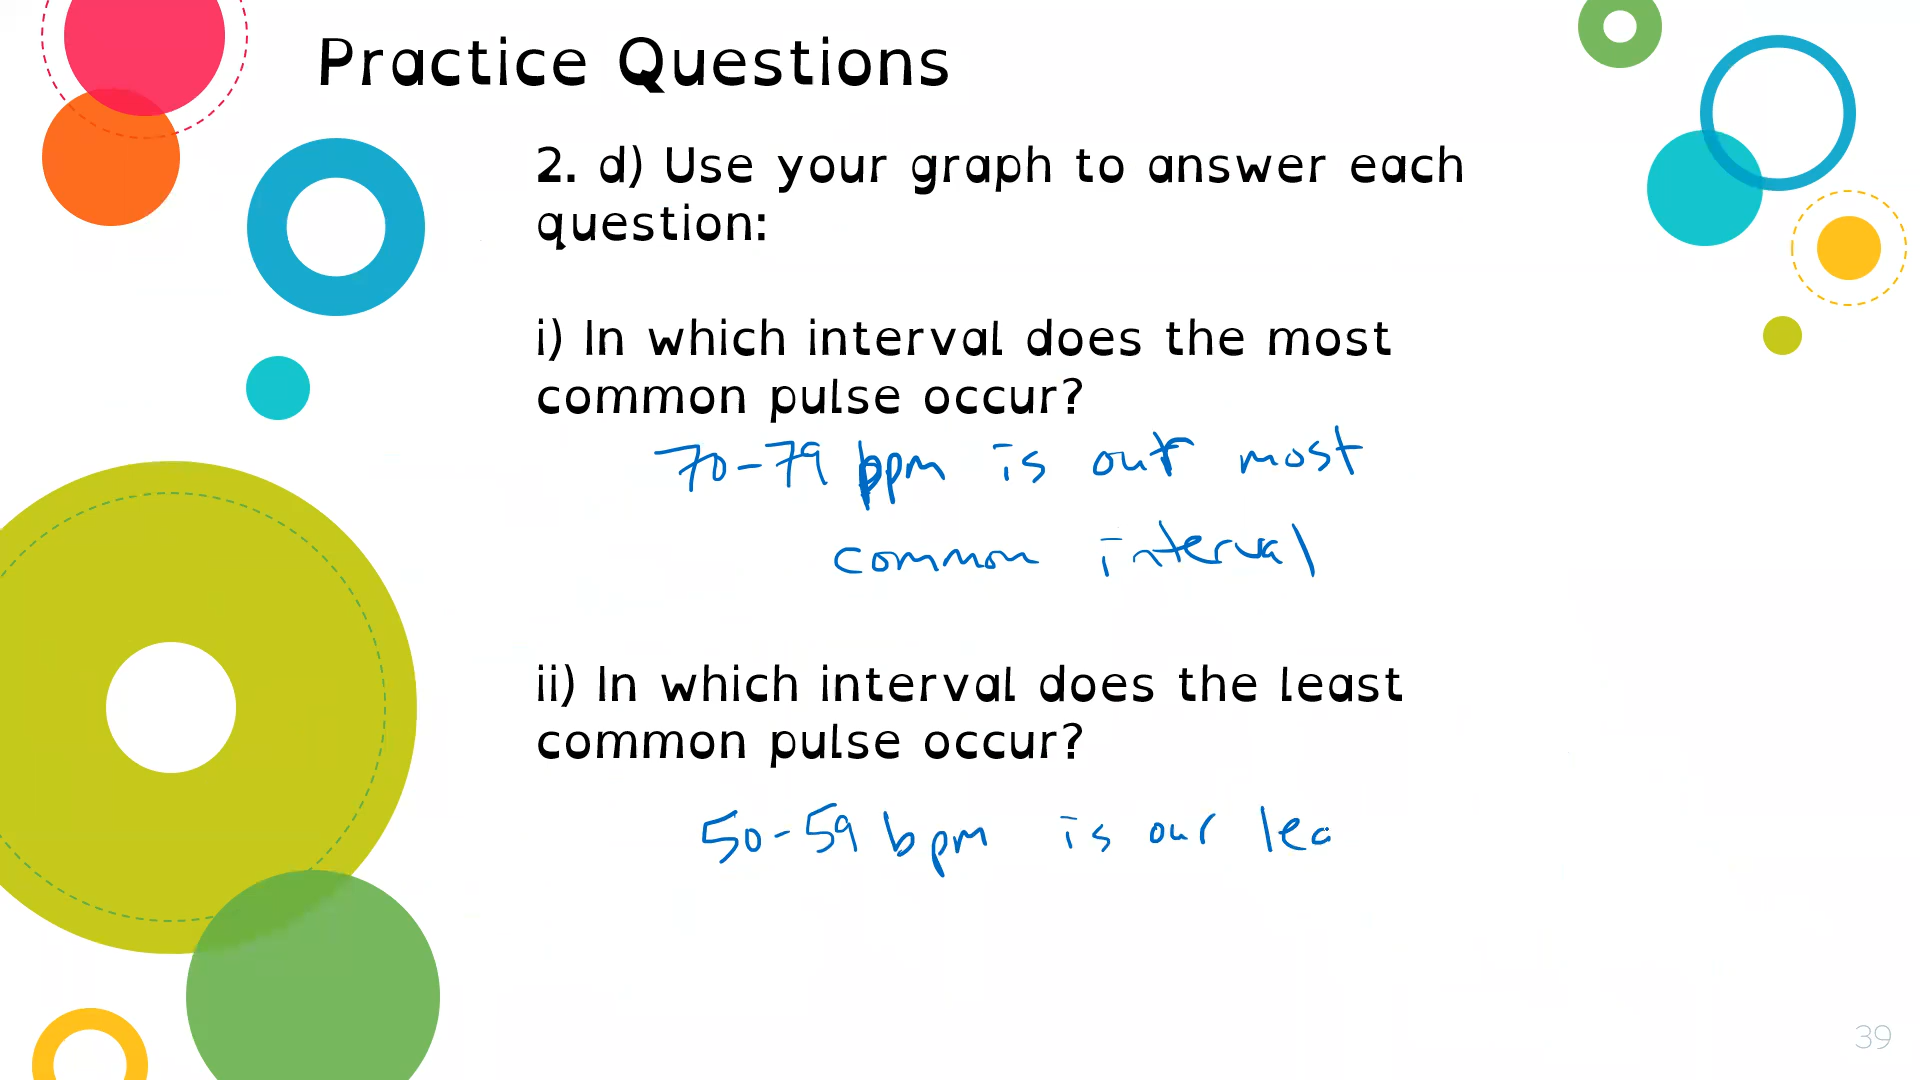 Practice Questions
2. d) Use your graph to answer each
question:
i) In which interval does the most
common pulse occur?
70-79 bpm is our most
common interval
ii) In which interval does the least
common pulse occur?
50-59 bpm is our lea
39